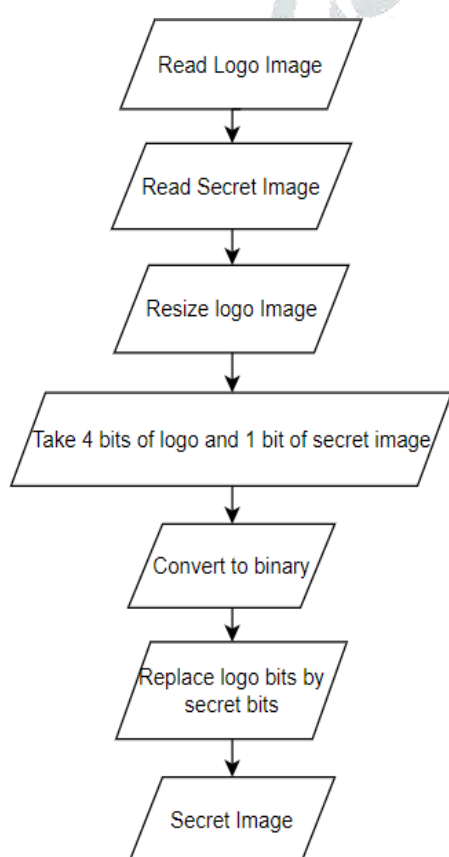 Read Logo Image
Read Secret Image
Resize logo Image
Take 4 bits of logo and 1 bit of secret image
Convert to binary
Replace logo bits by
secret bits
Secret Image